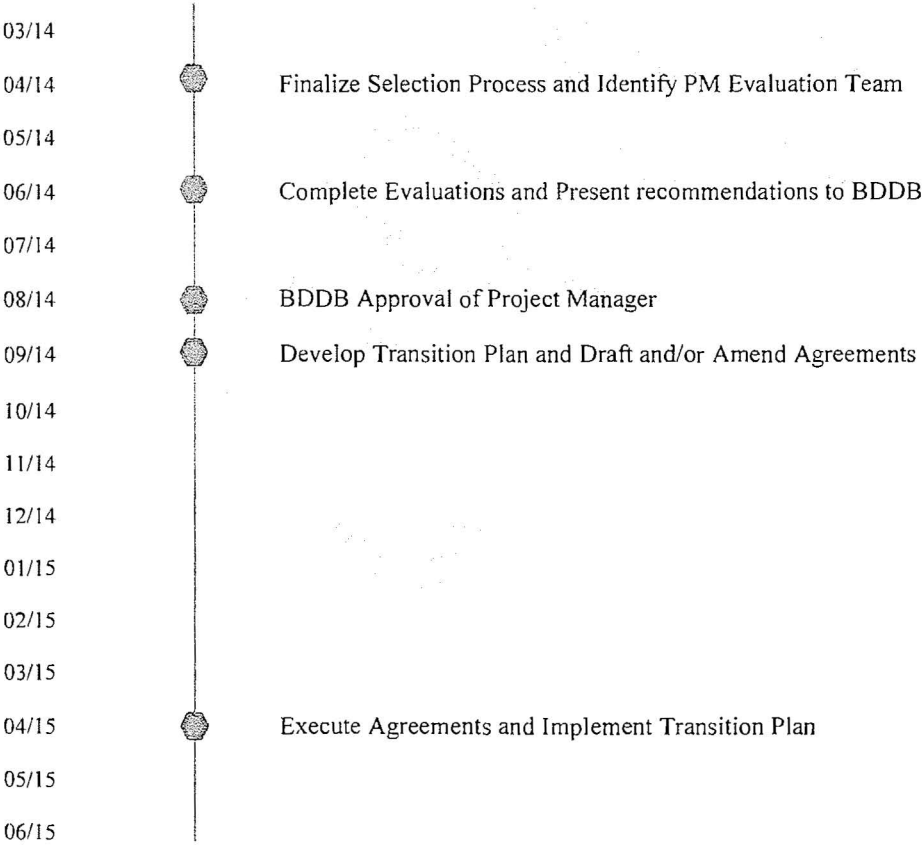 03/14
04/14 Finalize Selection Process and Identify PM Evaluation Team
05/14
06/14 Complete Evaluations and Present recommendations to BDDB
07/14
08/14 BDDB Approval of Project Manager
09/14 Develop Transition Plan and Draft and/or Amend Agreements
10/14
11/14
12/14
01/15
02/15
03/15
04/15 Execute Agreements and Implement Transition Plan
05/15
06/15